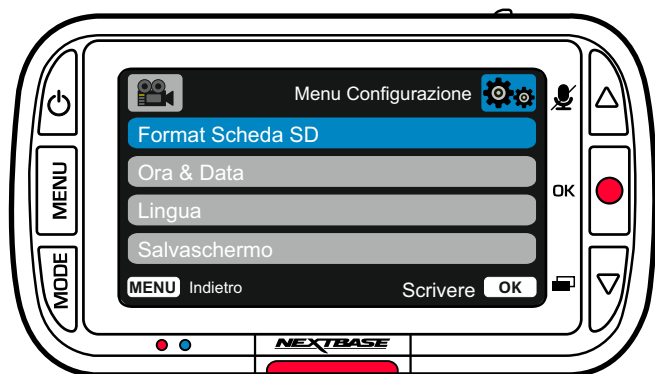 Menu Configurazione
Format Scheda SD
Ora & Data
Lingua
Salvaschermo
MENU Indietro Scrivere OK
MENU
MODE
OK
NEXTBASE